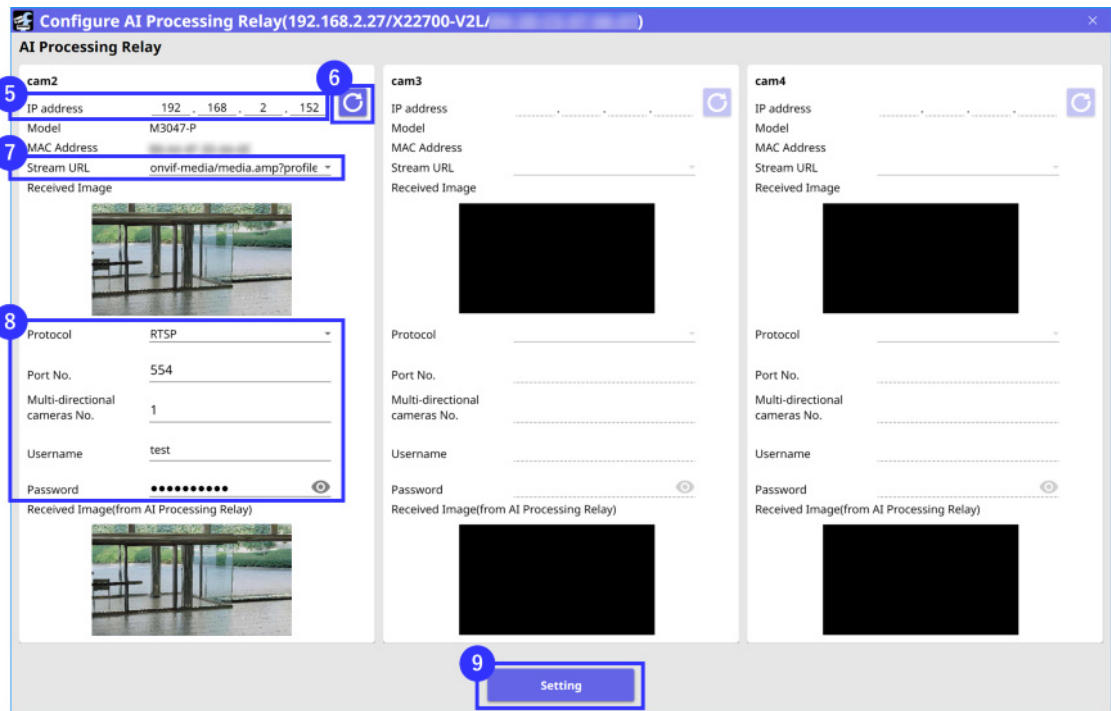 Configure AI Processing Relay(192.168.2.27/X22700-V2L/ )
AI Processing Relay
cam2
6
5
IP address 192 . 168 . 2 . 152
Model M3047-P
MAC Address
7
Stream URL onvif-media/media.amp?profile
Received Image
8
Protocol RTSP
Port No. 554
Multi-directional
cameras No. 1
Username test
Password ••••••••••
Received Image(from AI Processing Relay)
cam3
IP address . . .
Model
MAC Address
Stream URL
Received Image
Protocol
Port No.
Multi-directional
cameras No.
Username
Password
Received Image(from AI Processing Relay)
cam4
IP address . . .
Model
MAC Address
Stream URL
Received Image
Protocol
Port No.
Multi-directional
cameras No.
Username
Password
Received Image(from AI Processing Relay)
9
Setting